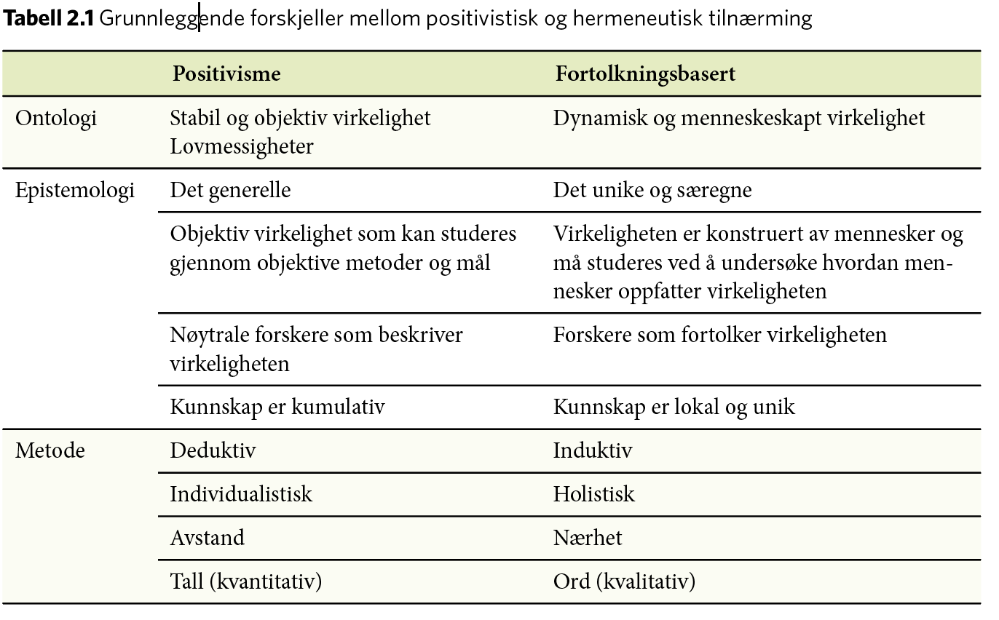 Tabell 2.1 Grunnleggende forskjeller mellom positivistisk og hermeneutisk tilnærming
Positivisme Fortolkningsbasert
Ontologi Stabil og objektiv virkelighet Dynamisk og menneskeskapt virkelighet
Lovmessigheter
Epistemologi Det generelle Det unike og særegne
Objektiv virkelighet som kan studeres Virkeligheten er konstruert av mennesker og
gjennom objektive metoder og mål må studeres ved å undersøke hvordan men-
nesker oppfatter virkeligheten
Nøytrale forskere som beskriver Forskere som fortolker virkeligheten
virkeligheten
Kunnskap er kumulativ Kunnskap er lokal og unik
Metode Deduktiv Induktiv
Individualistisk Holistisk
Avstand Nærhet
Tall (kvantitativ) Ord (kvalitativ)